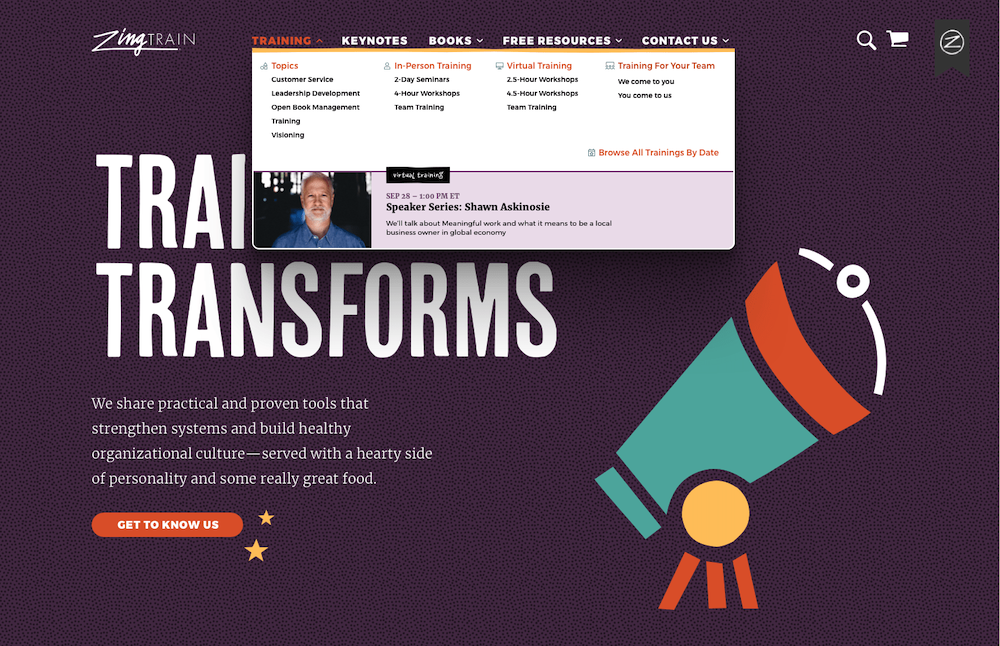 ZingTRAIN
TRAINING
KEYNOTES
BOOKS
FREE RESOURCES
CONTACT US
Z
Topics
Customer Service
Leadership Development
Open Book Management
Training
Visioning
In-Person Training
2-Day Seminars
4-Hour Workshops
Team Training
Virtual Training
2.5-Hour Workshops
4.5-Hour Workshops
Team Training
Training For Your Team
We come to you
You come to us
Browse All Trainings By Date
virtual training
SEP 28 – 1:00 PM ET
Speaker Series: Shawn Askinosie
We'll talk about Meaningful work and what it means to be a local
business owner in global economy
TRAI
TRANSFORMS
We share practical and proven tools that
strengthen systems and build healthy
organizational culture—served with a hearty side
of personality and some really great food.
GET TO KNOW US